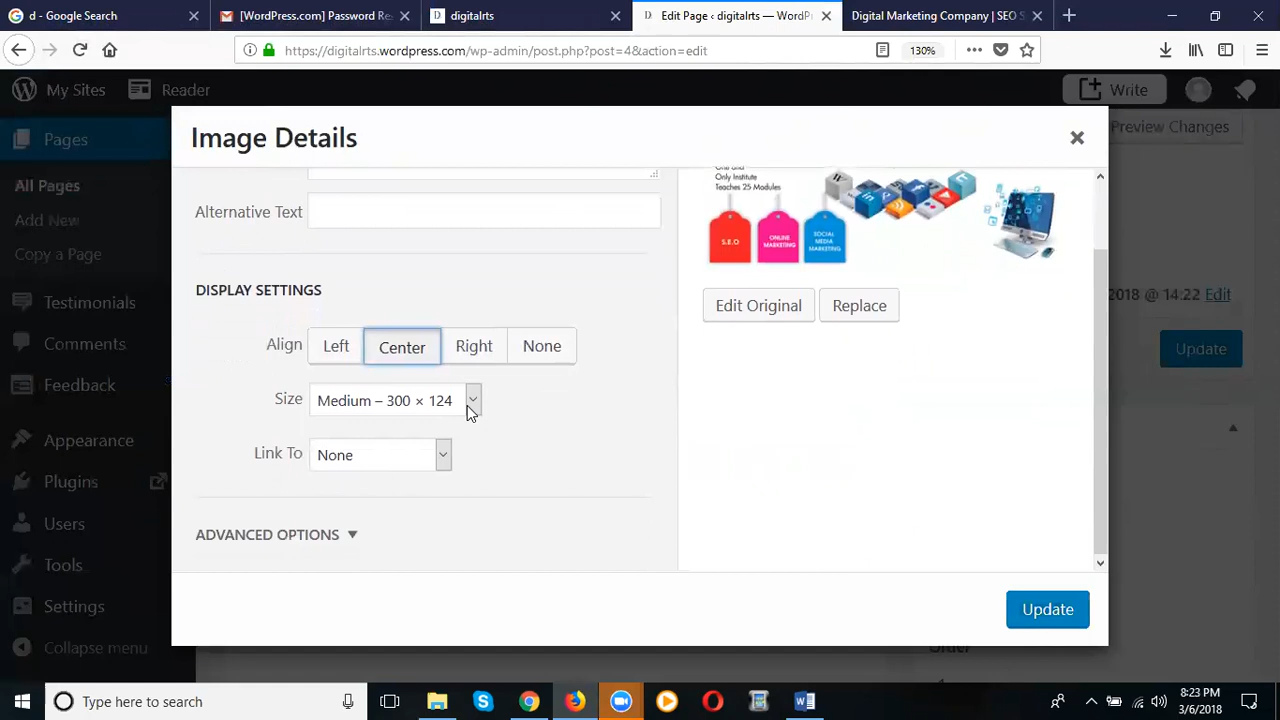 d - Google Search
[WordPress.com] Password Re
digitalrts
Edit Page ‹ digitalrts — WordP
Digital Marketing Company | SEO S
https://digitalrts.wordpress.com/wp-admin/post.php?post=4&action=edit
130%
My Sites
Reader
Write
Pages
All Pages
Add New
Copy a Page
Testimonials
Comments
Feedback
Appearance
Plugins
Users
Tools
Settings
Collapse menu
Image Details
Preview Changes
Alternative Text
DISPLAY SETTINGS
Align
Left
Center
Right
None
Size
Medium – 300 × 124
Link To
None
ADVANCED OPTIONS
One and
Only Institute
Teaches 25 Modules
S.E.O
ONLINE
MARKETING
SOCIAL
MEDIA
MARKETING
Edit Original
Replace
2018 @ 14:22 Edit
Update
Update
Order
Type here to search
8:23 PM
3/6/2018